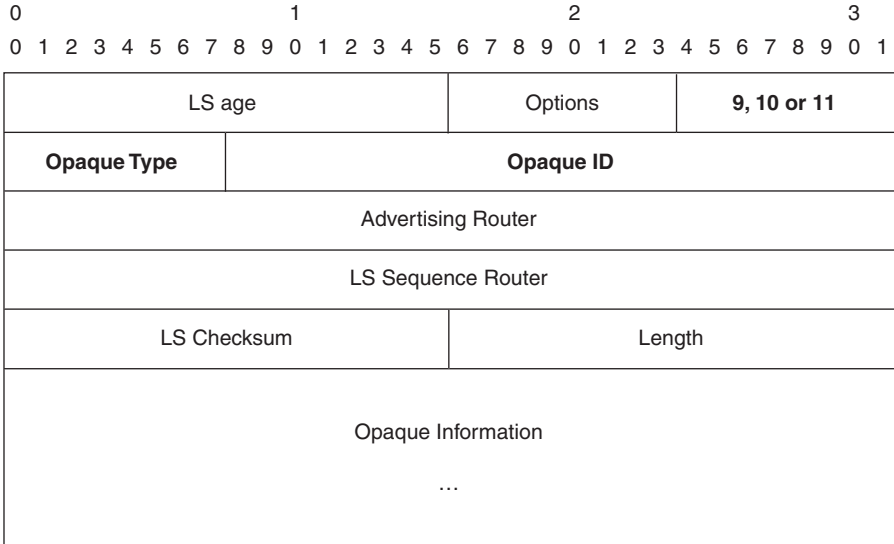 0 1 2 3
0 1 2 3 4 5 6 7 8 9 0 1 2 3 4 5 6 7 8 9 0 1 2 3 4 5 6 7 8 9 0 1
LS age Options 9, 10 or 11
Opaque Type Opaque ID
Advertising Router
LS Sequence Router
LS Checksum Length
Opaque Information
…